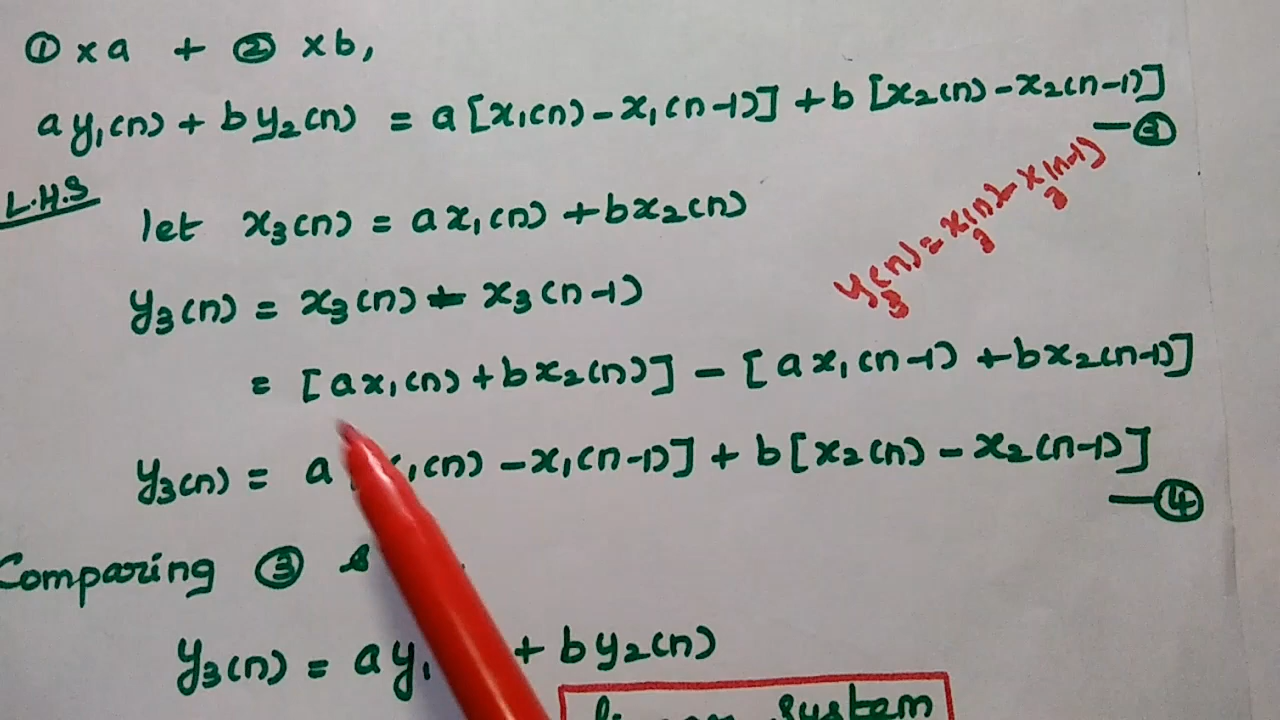 ① x a + ② x b,
a y₁(n) + b y₂(n) = a [x₁(n) - x₁(n-1)] + b [x₂(n) - x₂(n-1)]
— ③
L.H.S
let x₃(n) = a x₁(n) + b x₂(n)
y₃(n) = x₃(n) - x₃(n-1)
y₃(n) = x₃(n) - x₃(n-1)
= [a x₁(n) + b x₂(n)] - [a x₁(n-1) + b x₂(n-1)]
y₃(n) = a x₁(n) - x₁(n-1)] + b [x₂(n) - x₂(n-1)]
— ④
Comparing ③
y₃(n) = a y₁ + b y₂(n)
system